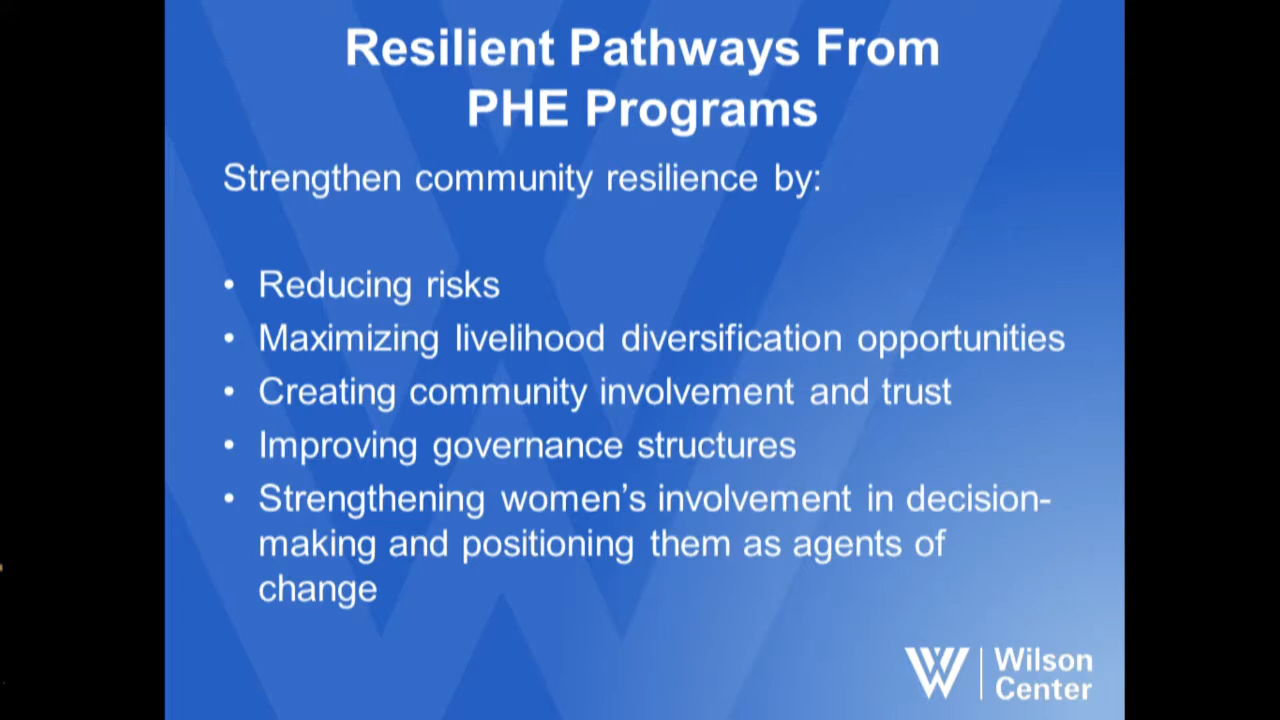 Resilient Pathways From
PHE Programs
Strengthen community resilience by:
• Reducing risks
• Maximizing livelihood diversification opportunities
• Creating community involvement and trust
• Improving governance structures
• Strengthening women's involvement in decision-
making and positioning them as agents of
change
Wilson
Center